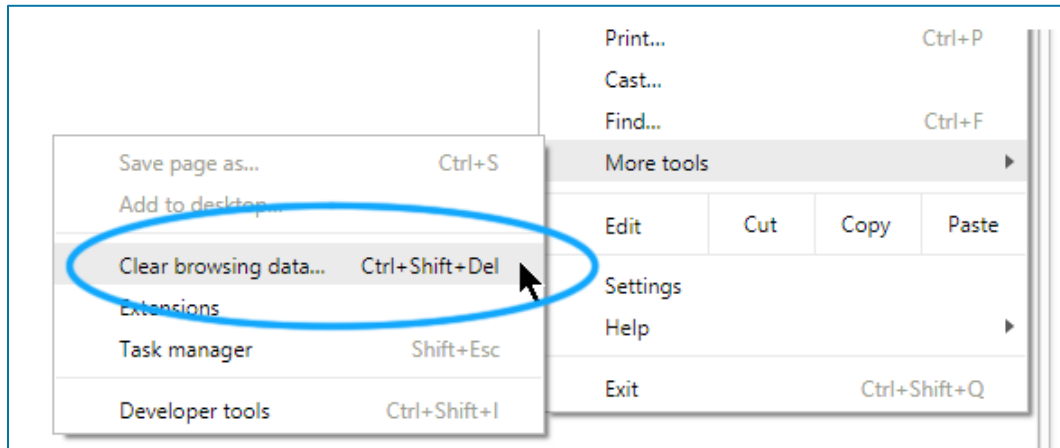 Print... Ctrl+P
Cast...
Find... Ctrl+F
More tools
Edit Cut Copy Paste
Settings
Help
Exit Ctrl+Shift+Q
Save page as... Ctrl+S
Add to desktop...
Clear browsing data... Ctrl+Shift+Del
Extensions
Task manager Shift+Esc
Developer tools Ctrl+Shift+I